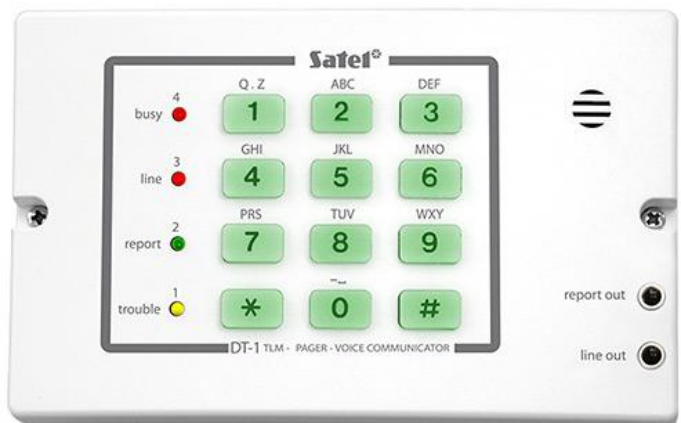 Satel
Q . Z ABC DEF
4
busy 1 2 3
GHI JKL MNO
3
line 4 5 6
PRS TUV WXY
2
report 7 8 9
1
trouble * 0 #
report out
line out
DT-1 TLM - PAGER - VOICE COMMUNICATOR